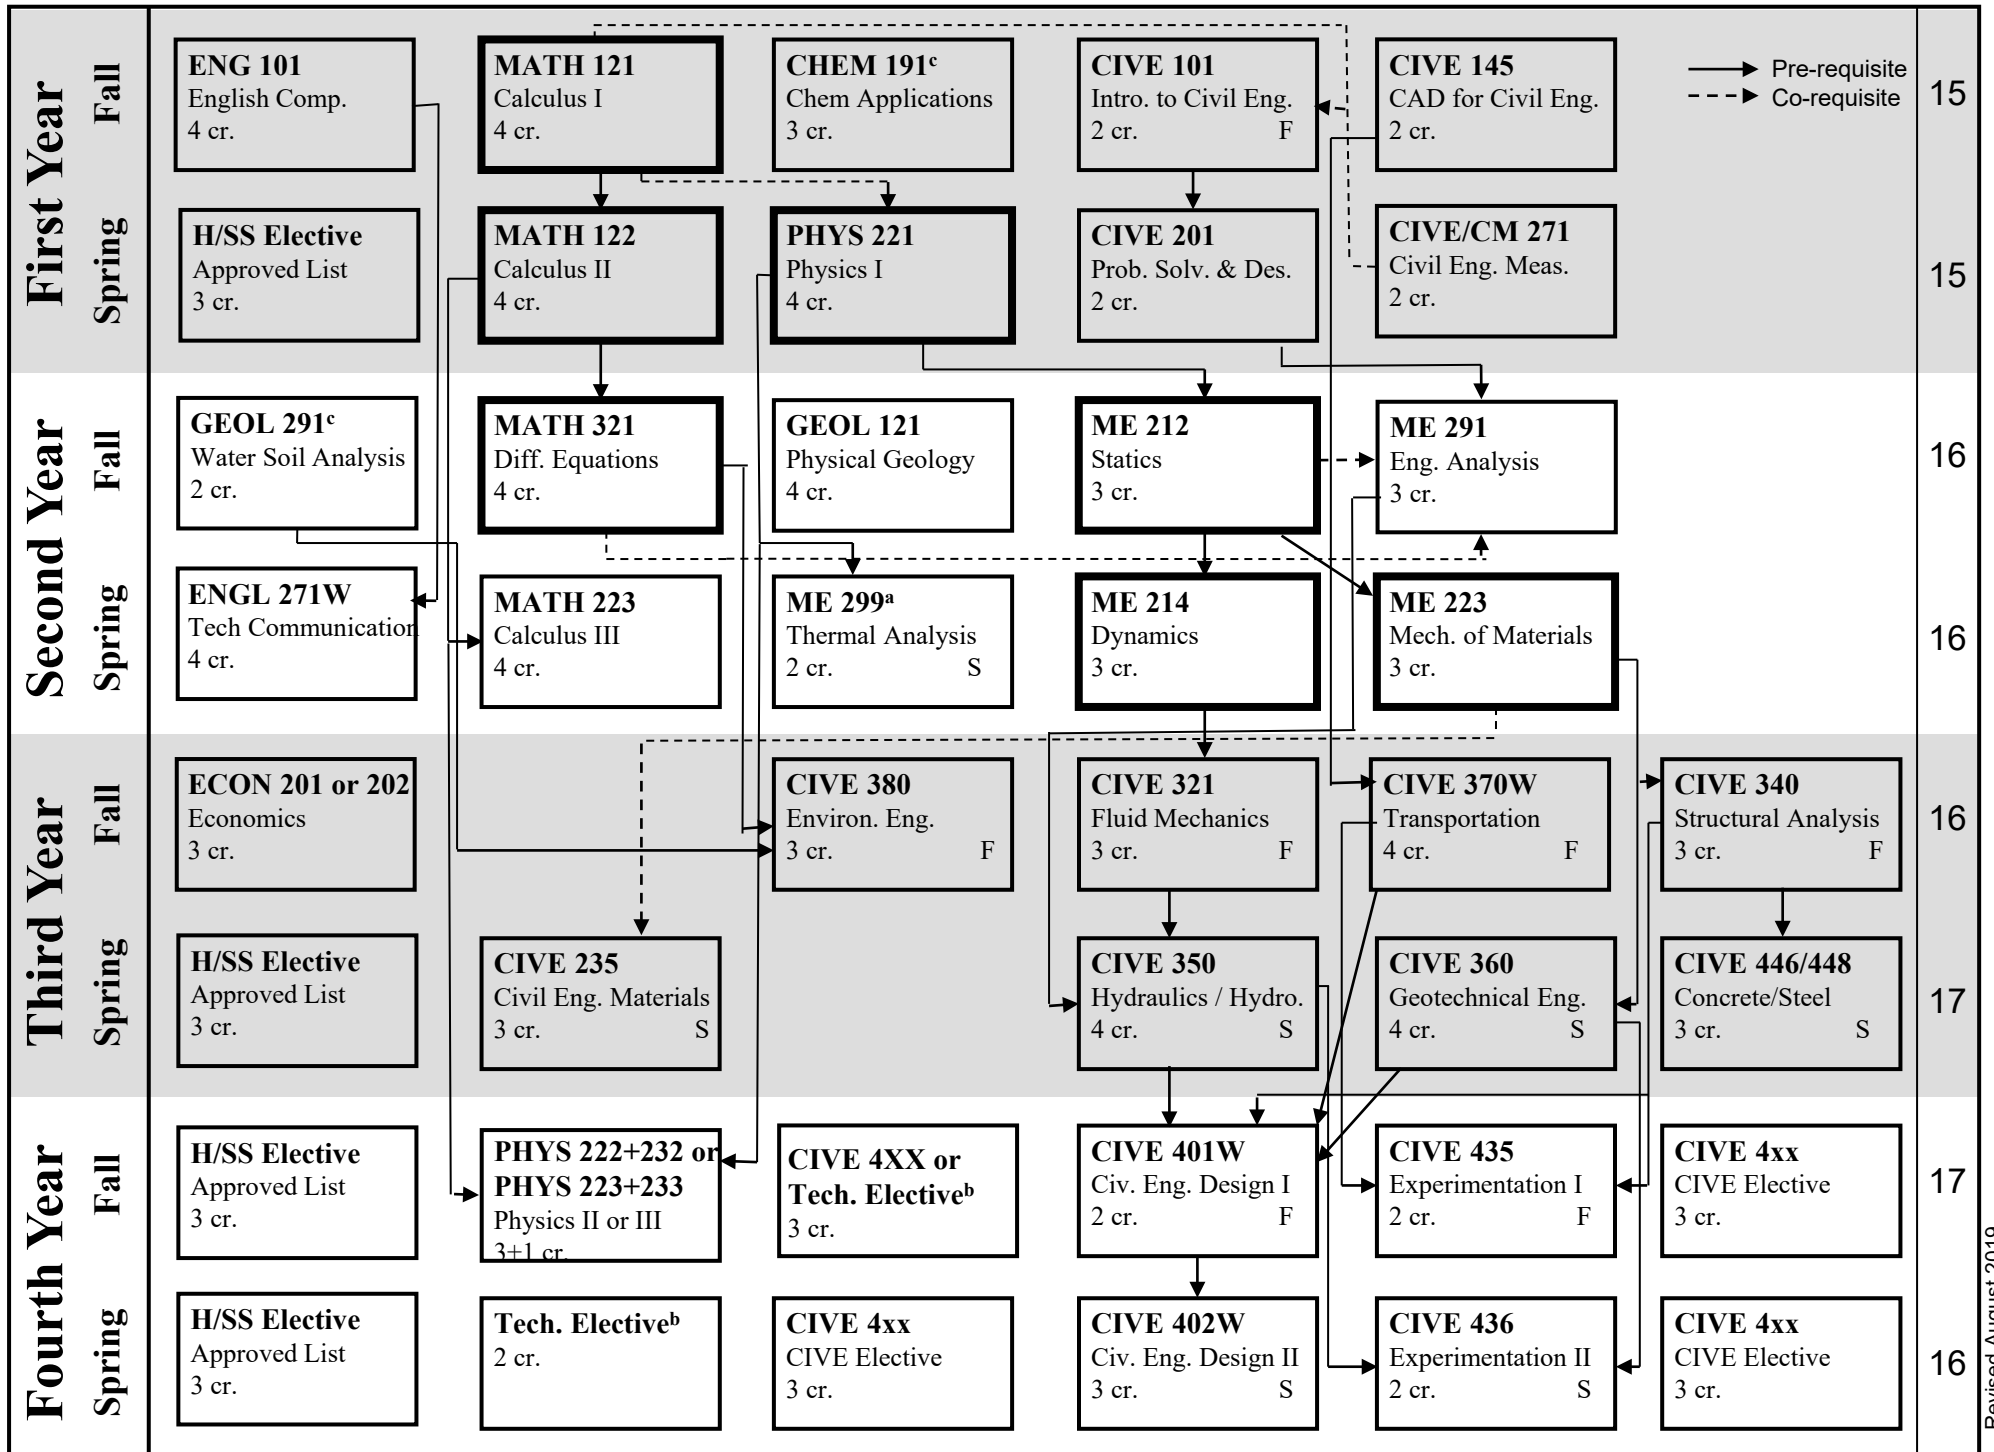 First Year
Fall
ENG 101
English Comp.
4 cr.
MATH 121
Calculus I
4 cr.
CHEM 191ᶜ
Chem Applications
3 cr.
CIVE 101
Intro. to Civil Eng.
2 cr. F
CIVE 145
CAD for Civil Eng.
2 cr.
Pre-requisite
Co-requisite
15
Spring
H/SS Elective
Approved List
3 cr.
MATH 122
Calculus II
4 cr.
PHYS 221
Physics I
4 cr.
CIVE 201
Prob. Solv. & Des.
2 cr.
CIVE/CM 271
Civil Eng. Meas.
2 cr.
15
Second Year
Fall
GEOL 291ᶜ
Water Soil Analysis
2 cr.
MATH 321
Diff. Equations
4 cr.
GEOL 121
Physical Geology
4 cr.
ME 212
Statics
3 cr.
ME 291
Eng. Analysis
3 cr.
16
Spring
ENGL 271W
Tech Communication
4 cr.
MATH 223
Calculus III
4 cr.
ME 299ᵃ
Thermal Analysis
2 cr. S
ME 214
Dynamics
3 cr.
ME 223
Mech. of Materials
3 cr.
16
Third Year
Fall
ECON 201 or 202
Economics
3 cr.
CIVE 380
Environ. Eng.
3 cr. F
CIVE 321
Fluid Mechanics
3 cr. F
CIVE 370W
Transportation
4 cr. F
CIVE 340
Structural Analysis
3 cr. F
16
Spring
H/SS Elective
Approved List
3 cr.
CIVE 235
Civil Eng. Materials
3 cr. S
CIVE 350
Hydraulics / Hydro.
4 cr. S
CIVE 360
Geotechnical Eng.
4 cr. S
CIVE 446/448
Concrete/Steel
3 cr. S
17
Fourth Year
Fall
H/SS Elective
Approved List
3 cr.
PHYS 222+232 or
PHYS 223+233
Physics II or III
3+1 cr.
CIVE 4XX or
Tech. Electiveᵇ
3 cr.
CIVE 401W
Civ. Eng. Design I
2 cr. F
CIVE 435
Experimentation I
2 cr. F
CIVE 4xx
CIVE Elective
3 cr.
17
Spring
H/SS Elective
Approved List
3 cr.
Tech. Electiveᵇ
2 cr.
CIVE 4xx
CIVE Elective
3 cr.
CIVE 402W
Civ. Eng. Design II
3 cr. S
CIVE 436
Experimentation II
2 cr. S
CIVE 4xx
CIVE Elective
3 cr.
16
Revised August 2019